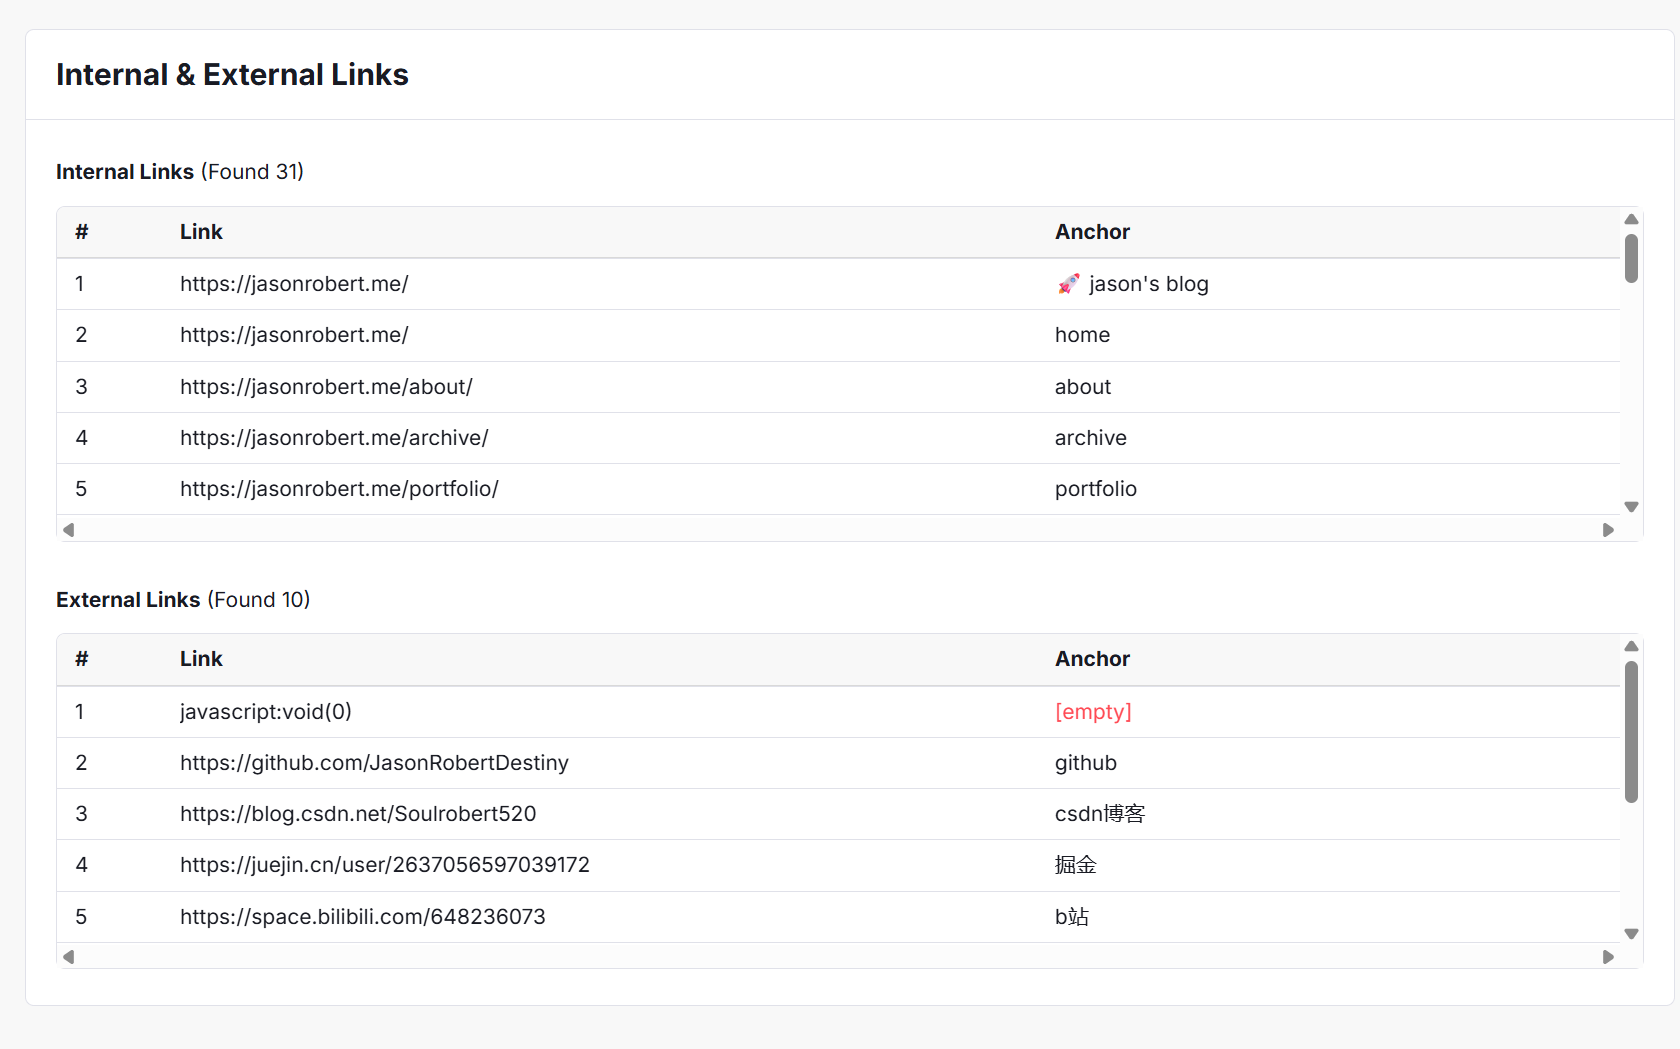 Internal & External Links
Internal Links (Found 31)
# Link Anchor
1 https://jasonrobert.me/ 🚀 jason's blog
2 https://jasonrobert.me/ home
3 https://jasonrobert.me/about/ about
4 https://jasonrobert.me/archive/ archive
5 https://jasonrobert.me/portfolio/ portfolio
External Links (Found 10)
# Link Anchor
1 javascript:void(0) [empty]
2 https://github.com/JasonRobertDestiny github
3 https://blog.csdn.net/Soulrobert520 csdn博客
4 https://juejin.cn/user/2637056597039172 掘金
5 https://space.bilibili.com/648236073 b站